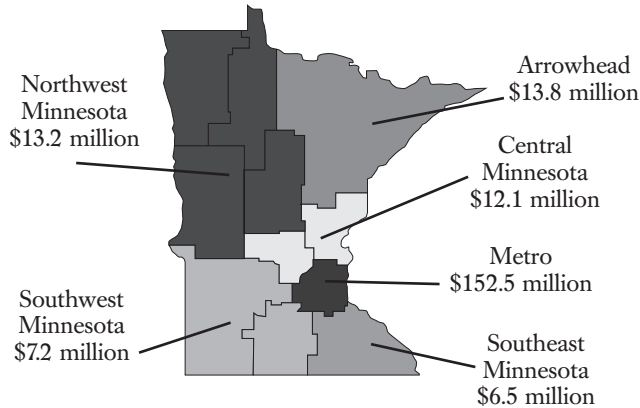 Northwest
Minnesota
$13.2 million
Arrowhead
$13.8 million
Central
Minnesota
$12.1 million
Metro
$152.5 million
Southwest
Minnesota
$7.2 million
Southeast
Minnesota
$6.5 million